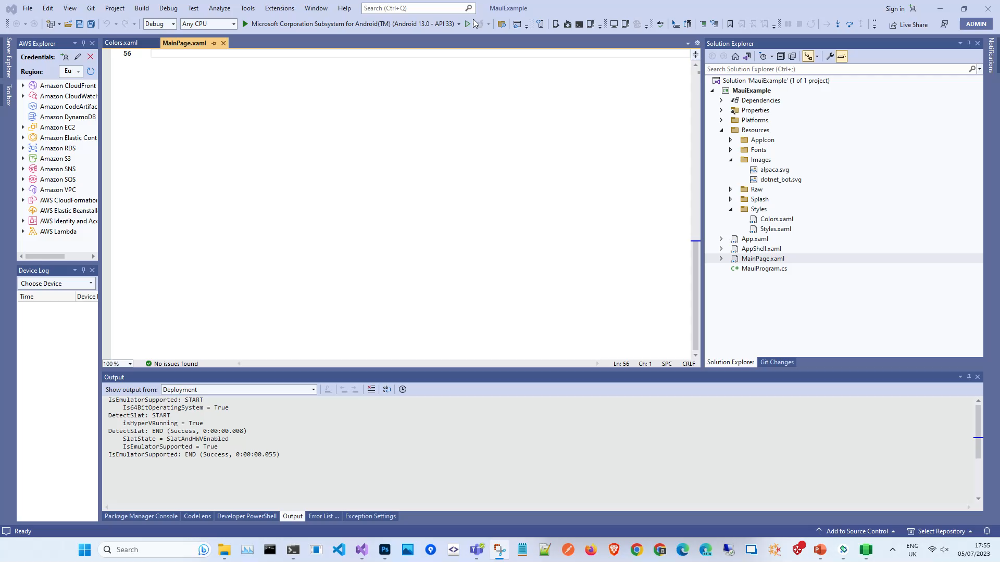 File Edit View Git Project Build Debug Test Analyze Tools Extensions Window Help Search (Ctrl+Q) MauiExample Sign in
Debug Any CPU Microsoft Corporation Subsystem for Android(TM) (Android 13.0 - API 33) Live Share ADMIN
Server Explorer
Toolbox
AWS Explorer
Credentials:
Region: Eu
Amazon CloudFront
Amazon CloudWatch
Amazon CodeArtifac
Amazon DynamoDB
Amazon EC2
Amazon Elastic Cont
Amazon RDS
Amazon S3
Amazon SNS
Amazon SQS
Amazon VPC
AWS CloudFormation
AWS Elastic Beanstalk
AWS Identity and Acc
AWS Lambda
Device Log
Choose Device
Time Device
Colors.xaml MainPage.xaml
56
100 % No issues found Ln: 56 Ch: 1 SPC CRLF
Solution Explorer
Search Solution Explorer (Ctrl+;)
Solution 'MauiExample' (1 of 1 project)
MauiExample
Dependencies
Properties
Platforms
Resources
AppIcon
Fonts
Images
alpaca.svg
dotnet_bot.svg
Raw
Splash
Styles
Colors.xaml
Styles.xaml
App.xaml
AppShell.xaml
MainPage.xaml
MauiProgram.cs
Solution Explorer Git Changes
Notifications
Output
Show output from: Deployment
IsEmulatorSupported: START
Is64BitOperatingSystem = True
DetectSlat: START
isHyperVRunning = True
DetectSlat: END (Success, 0:00:00.008)
SlatState = SlatAndHWVEnabled
IsEmulatorSupported = True
IsEmulatorSupported: END (Success, 0:00:00.055)
Package Manager Console CodeLens Developer PowerShell Output Error List ... Exception Settings
Ready Add to Source Control Select Repository
Search ENG 17:55
UK 05/07/2023